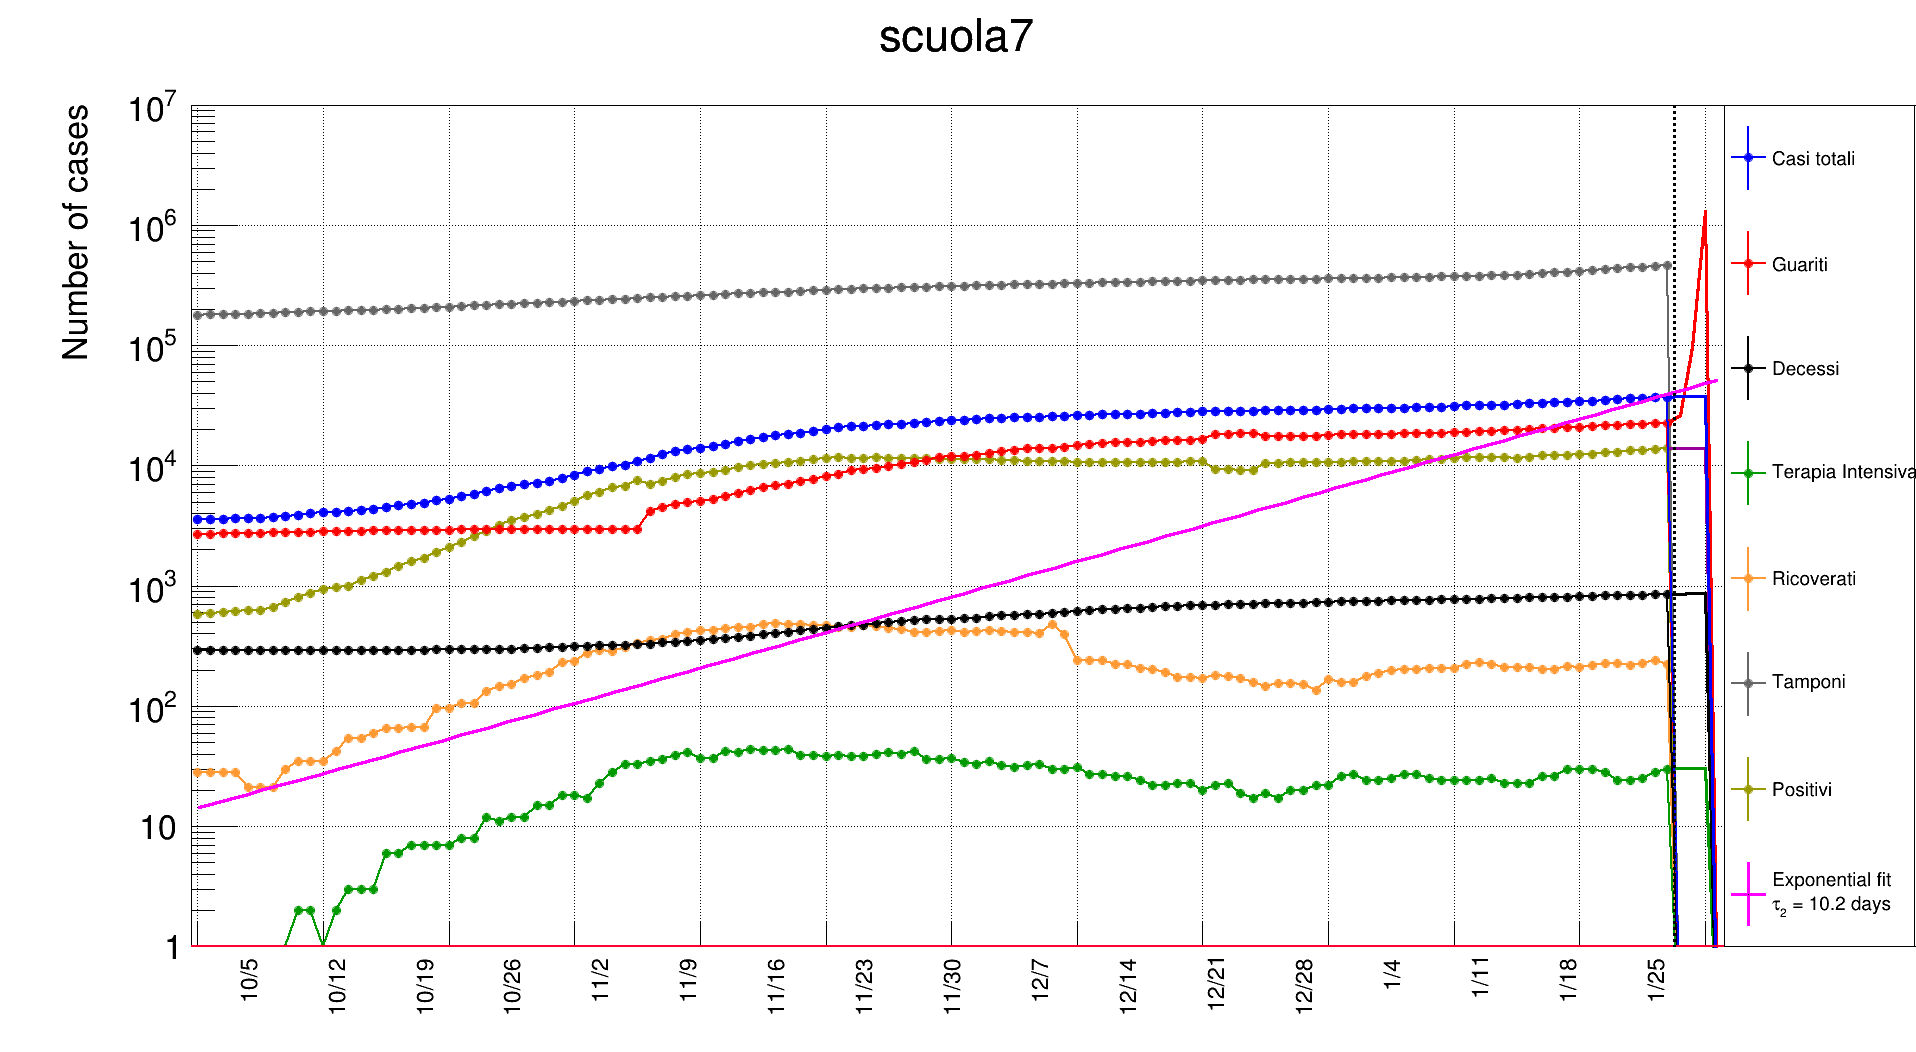 scuola7
Number of cases
10^7
10^6
10^5
10^4
10^3
10^2
10
1
10/5
10/12
10/19
10/26
11/2
11/9
11/16
11/23
11/30
12/7
12/14
12/21
12/28
1/4
1/11
1/18
1/25
Casi totali
Guariti
Decessi
Terapia Intensiva
Ricoverati
Tamponi
Positivi
Exponential fit
τ_2 = 10.2 days